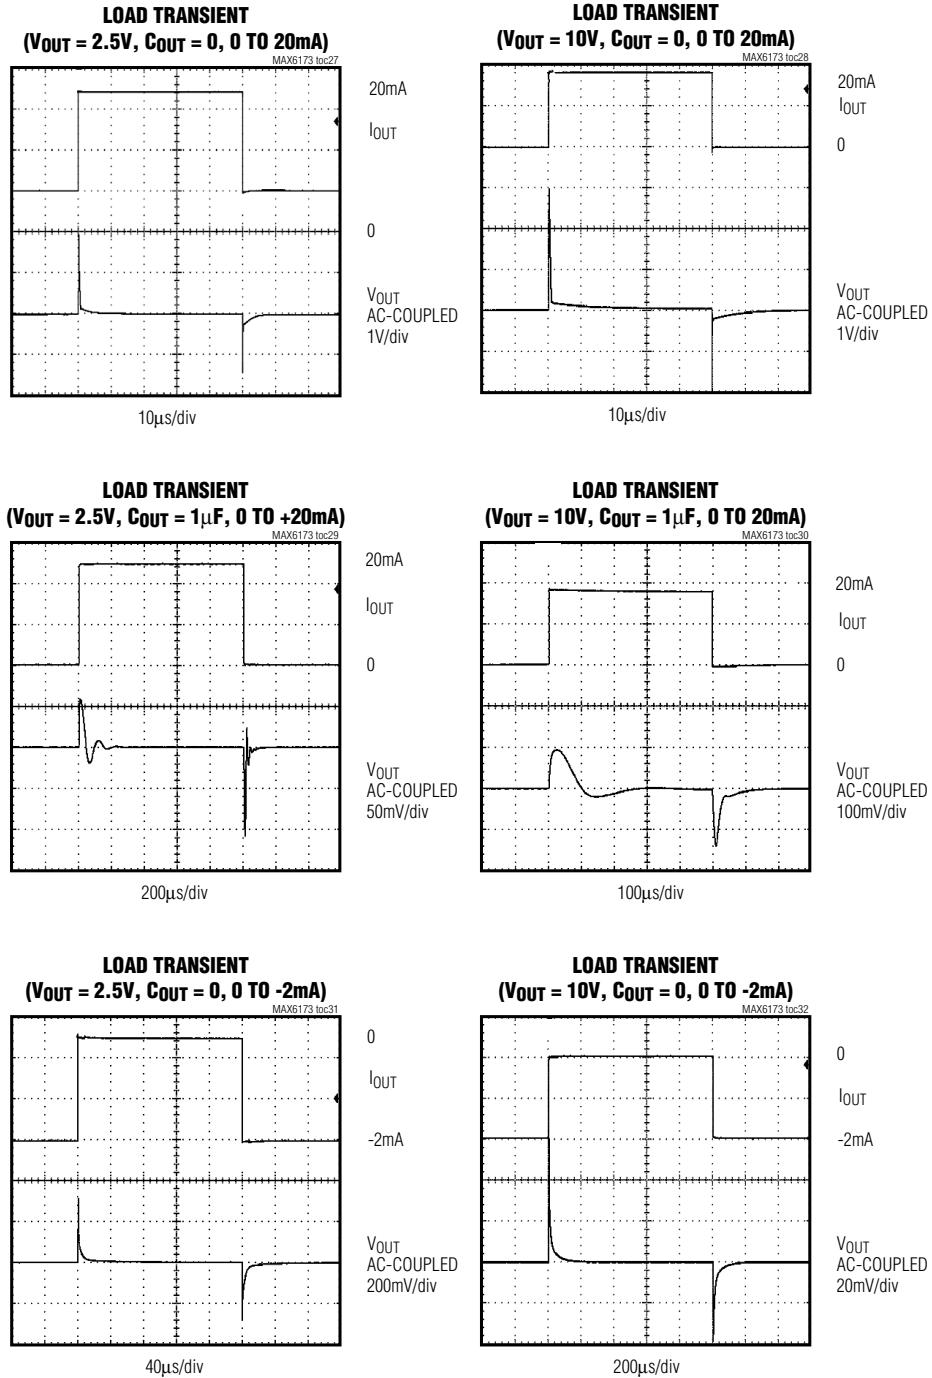 LOAD TRANSIENT
(VOUT = 2.5V, COUT = 0, 0 TO 20mA)
MAX6173 toc27
20mA
IOUT
0
VOUT
AC-COUPLED
1V/div
10μs/div
LOAD TRANSIENT
(VOUT = 10V, COUT = 0, 0 TO 20mA)
MAX6173 toc28
20mA
IOUT
0
VOUT
AC-COUPLED
1V/div
10μs/div
LOAD TRANSIENT
(VOUT = 2.5V, COUT = 1μF, 0 TO +20mA)
MAX6173 toc29
20mA
IOUT
0
VOUT
AC-COUPLED
50mV/div
200μs/div
LOAD TRANSIENT
(VOUT = 10V, COUT = 1μF, 0 TO 20mA)
MAX6173 toc30
20mA
IOUT
0
VOUT
AC-COUPLED
100mV/div
100μs/div
LOAD TRANSIENT
(VOUT = 2.5V, COUT = 0, 0 TO -2mA)
MAX6173 toc31
0
IOUT
-2mA
VOUT
AC-COUPLED
200mV/div
40μs/div
LOAD TRANSIENT
(VOUT = 10V, COUT = 0, 0 TO -2mA)
MAX6173 toc32
0
IOUT
-2mA
VOUT
AC-COUPLED
20mV/div
200μs/div